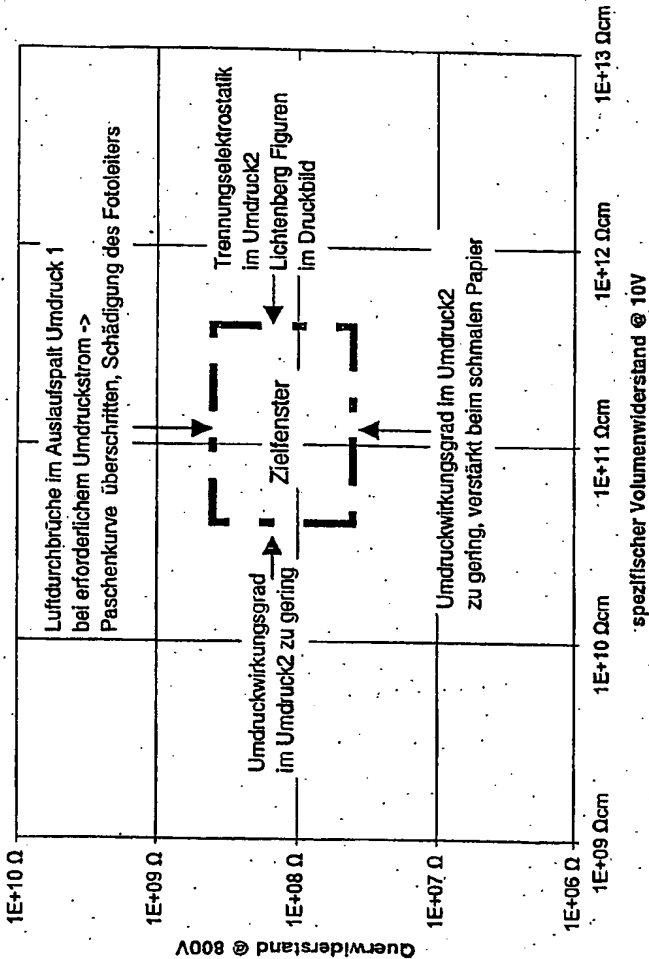 Luftdurchbrüche im Auslaufspalt Umdruck 1
bei erforderlichem Umdruckstrom ->
Paschenkurve überschritten, Schädigung des Fotoleiters
Trennungselektrostatik
im Umdruck2
Lichtenberg Figuren
im Druckbild
Umdruckwirkungsgrad
im Umdruck2 zu gering
Zielfenster
Umdruckwirkungsgrad im Umdruck2
zu gering, verstärkt beim schmalen Papier
Querwiderstand @ 800V
1E+10 Ω
1E+09 Ω
1E+08 Ω
1E+07 Ω
1E+06 Ω
1E+09 Ωcm
1E+10 Ωcm
1E+11 Ωcm
1E+12 Ωcm
1E+13 Ωcm
spezifischer Volumenwiderstand @ 10V